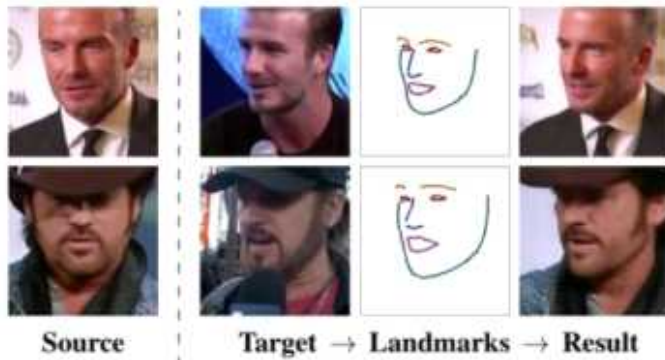 Source Target → Landmarks → Result